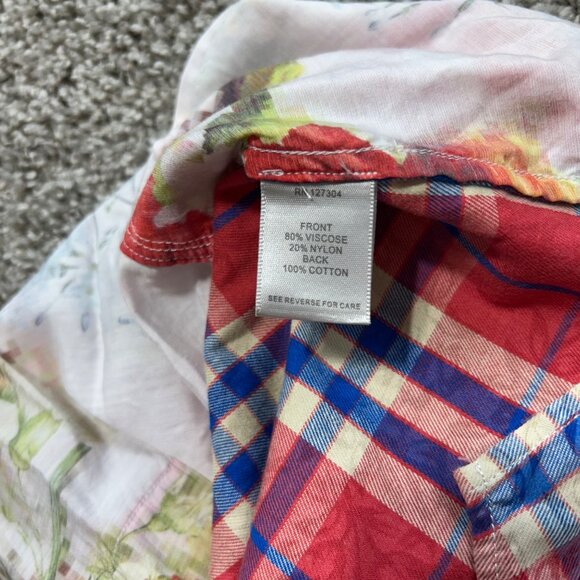 RN 127304
FRONT
80% VISCOSE
20% NYLON
BACK
100% COTTON
SEE REVERSE FOR CARE